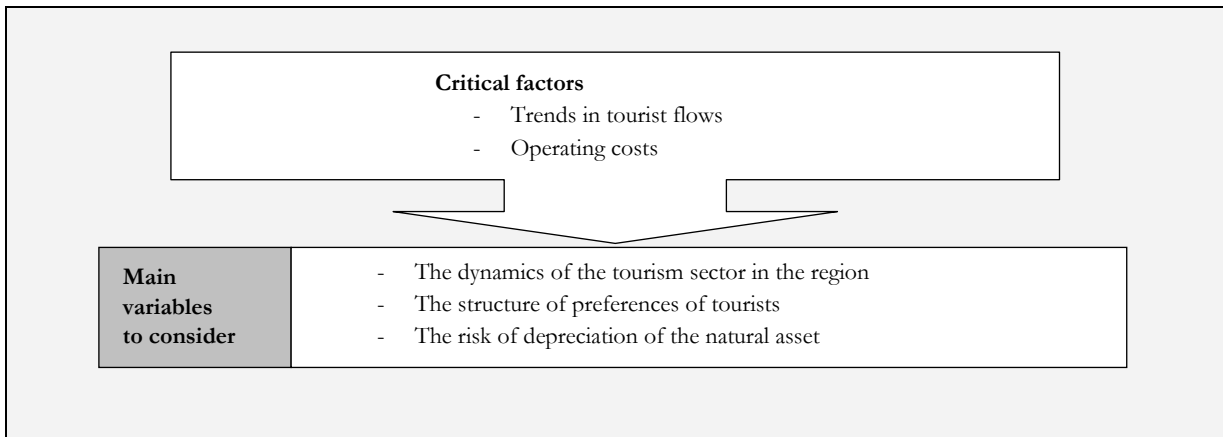 Critical factors
- Trends in tourist flows
- Operating costs
Main
variables
to consider
- The dynamics of the tourism sector in the region
- The structure of preferences of tourists
- The risk of depreciation of the natural asset